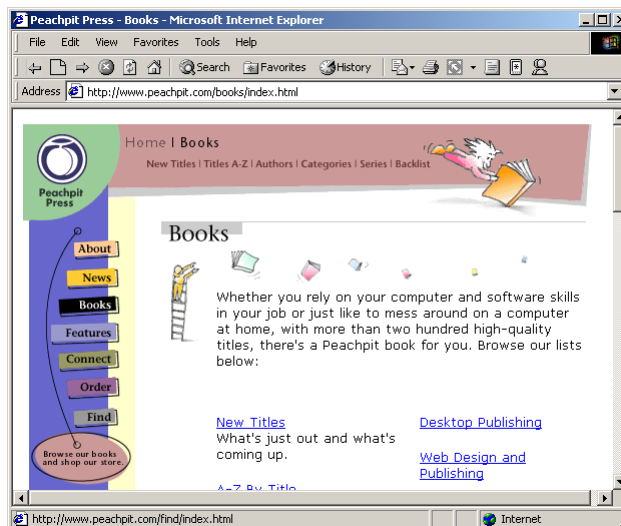 Peachpit Press - Books - Microsoft Internet Explorer
File Edit View Favorites Tools Help
Search Favorites History
Address http://www.peachpit.com/books/index.html
Home | Books
New Titles | Titles A-Z | Authors | Categories | Series | Backlist
Peachpit
Press
Books
About
News
Books
Features
Connect
Order
Find
Browse our books
and shop our store.
Whether you rely on your computer and software skills
in your job or just like to mess around on a computer
at home, with more than two hundred high-quality
titles, there's a Peachpit book for you. Browse our lists
below:
New Titles
What's just out and what's
coming up.
A-Z By Title
Desktop Publishing
Web Design and
Publishing
http://www.peachpit.com/find/index.html
Internet